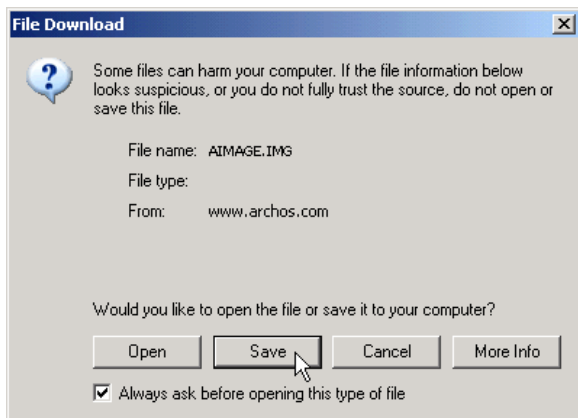 File Download
Some files can harm your computer. If the file information below
looks suspicious, or you do not fully trust the source, do not open or
save this file.
File name: AIMAGE.IMG
File type:
From: www.archos.com
Would you like to open the file or save it to your computer?
Open Save Cancel More Info
Always ask before opening this type of file